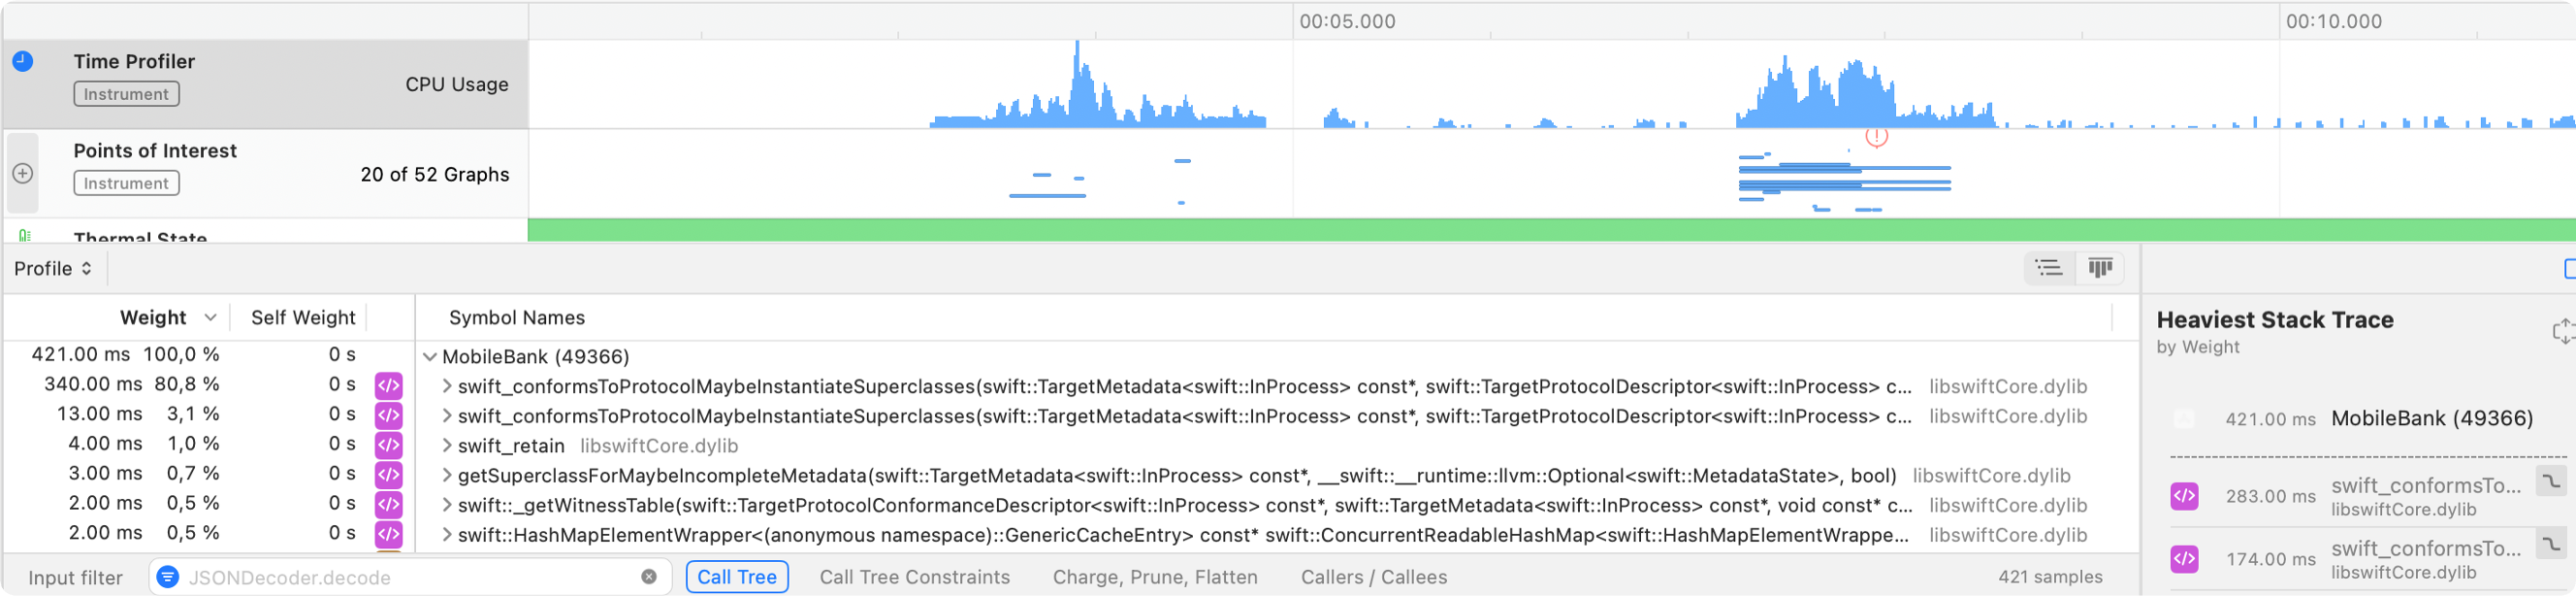 00:05.000
00:10.000
Time Profiler
Instrument
CPU Usage
Points of Interest
Instrument
20 of 52 Graphs
Thermal State
Profile
Weight
Self Weight
Symbol Names
421.00 ms 100,0 % 0 s MobileBank (49366)
340.00 ms 80,8 % 0 s swift_conformsToProtocolMaybeInstantiateSuperclasses(swift::TargetMetadata<swift::InProcess> const*, swift::TargetProtocolDescriptor<swift::InProcess> c... libswiftCore.dylib
13.00 ms 3,1 % 0 s swift_conformsToProtocolMaybeInstantiateSuperclasses(swift::TargetMetadata<swift::InProcess> const*, swift::TargetProtocolDescriptor<swift::InProcess> c... libswiftCore.dylib
4.00 ms 1,0 % 0 s swift_retain libswiftCore.dylib
3.00 ms 0,7 % 0 s getSuperclassForMaybeIncompleteMetadata(swift::TargetMetadata<swift::InProcess> const*, __swift::__runtime::llvm::Optional<swift::MetadataState>, bool) libswiftCore.dylib
2.00 ms 0,5 % 0 s swift::_getWitnessTable(swift::TargetProtocolConformanceDescriptor<swift::InProcess> const*, swift::TargetMetadata<swift::InProcess> const*, void const* c... libswiftCore.dylib
2.00 ms 0,5 % 0 s swift::HashMapElementWrapper<(anonymous namespace)::GenericCacheEntry> const* swift::ConcurrentReadableHashMap<swift::HashMapElementWrappe... libswiftCore.dylib
Heaviest Stack Trace
by Weight
421.00 ms MobileBank (49366)
283.00 ms swift_conformsTo...
libswiftCore.dylib
174.00 ms swift_conformsTo...
libswiftCore.dylib
Input filter
JSONDecoder.decode
Call Tree
Call Tree Constraints
Charge, Prune, Flatten
Callers / Callees
421 samples